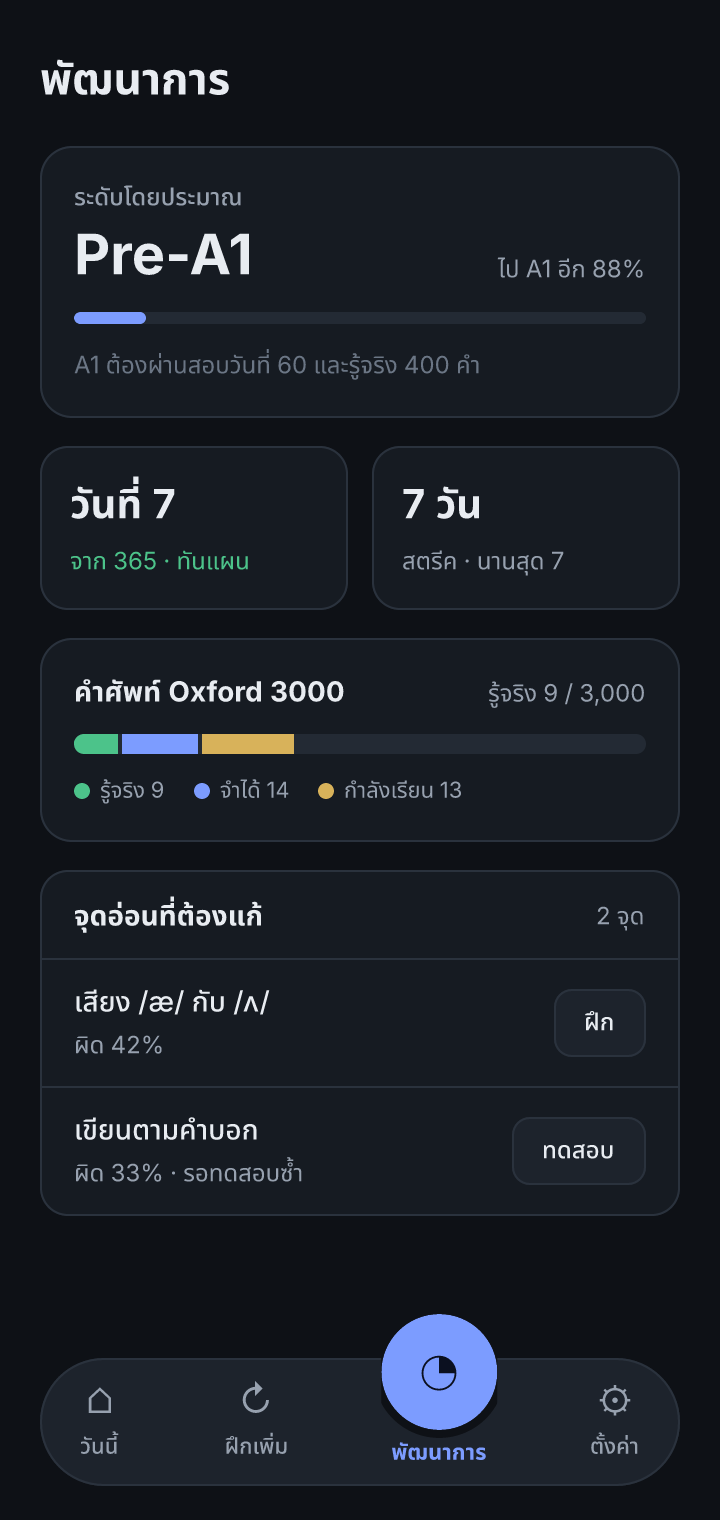 พัฒนาการ
ระดับโดยประมาณ
Pre-A1
ไป A1 อีก 88%
A1 ต้องผ่านสอบวันที่ 60 และรู้จริง 400 คำ
วันที่ 7
จาก 365 · ทันแผน
7 วัน
สตรีค · นานสุด 7
คำศัพท์ Oxford 3000
รู้จริง 9 / 3,000
รู้จริง 9
จำได้ 14
กำลังเรียน 13
จุดอ่อนที่ต้องแก้
2 จุด
เสียง /æ/ กับ /ʌ/
ผิด 42%
ฝึก
เขียนตามคำบอก
ผิด 33% · รอทดสอบซ้ำ
ทดสอบ
วันนี้
ฝึกเพิ่ม
พัฒนาการ
ตั้งค่า